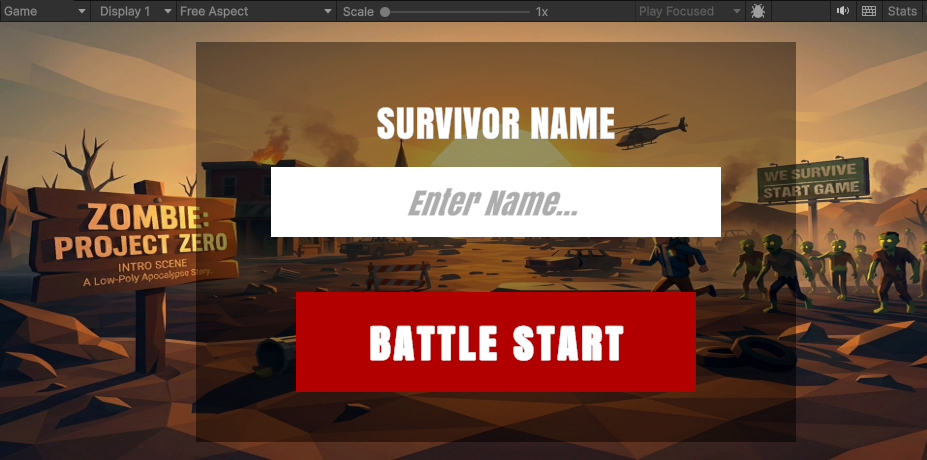 Game Display 1 Free Aspect Scale 1x Play Focused Stats
SURVIVOR NAME
Enter Name...
BATTLE START
ZOMBIE:
PROJECT ZERO
INTRO SCENE
A Low-Poly Apocalypse Story
WE SURVIVE
START GAME